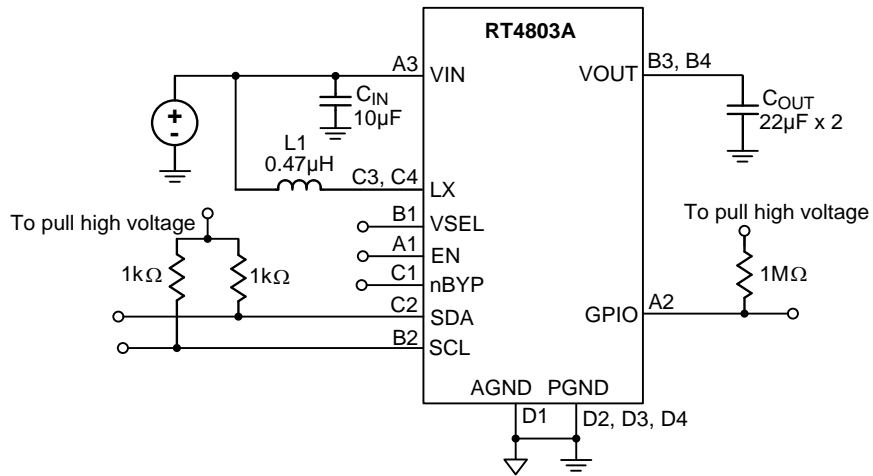 RT4803A
A3
VIN
VOUT
B3, B4
+
-
CIN
10µF
COUT
22µF x 2
L1
0.47µH
C3, C4
LX
To pull high voltage
B1
VSEL
To pull high voltage
A1
EN
1kΩ
1kΩ
C1
nBYP
1MΩ
C2
SDA
GPIO
A2
B2
SCL
AGND
PGND
D1
D2, D3, D4